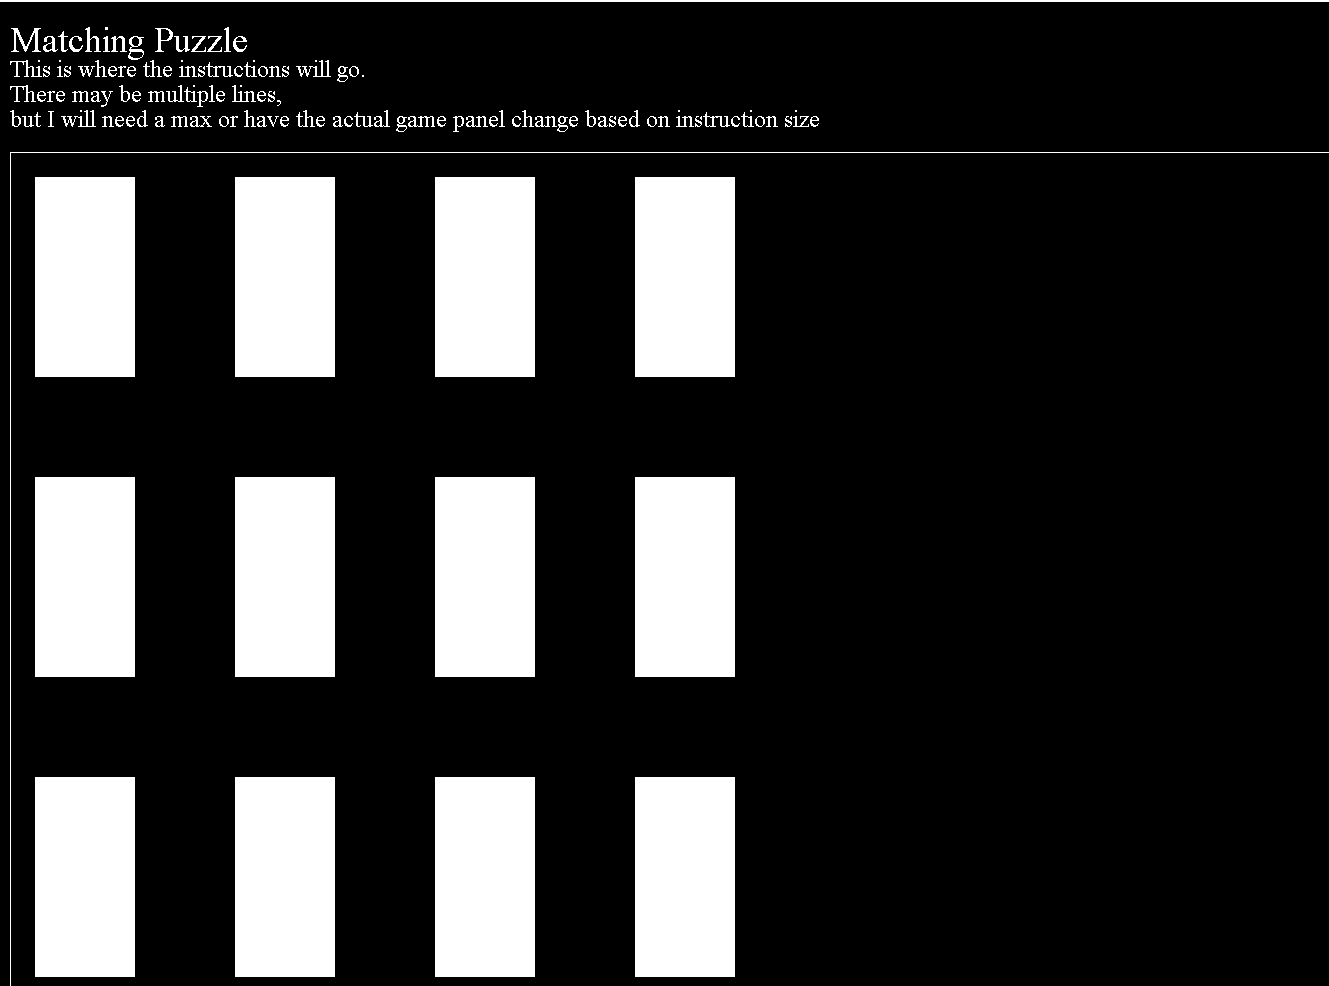 Matching Puzzle
This is where the instructions will go.
There may be multiple lines,
but I will need a max or have the actual game panel change based on instruction size